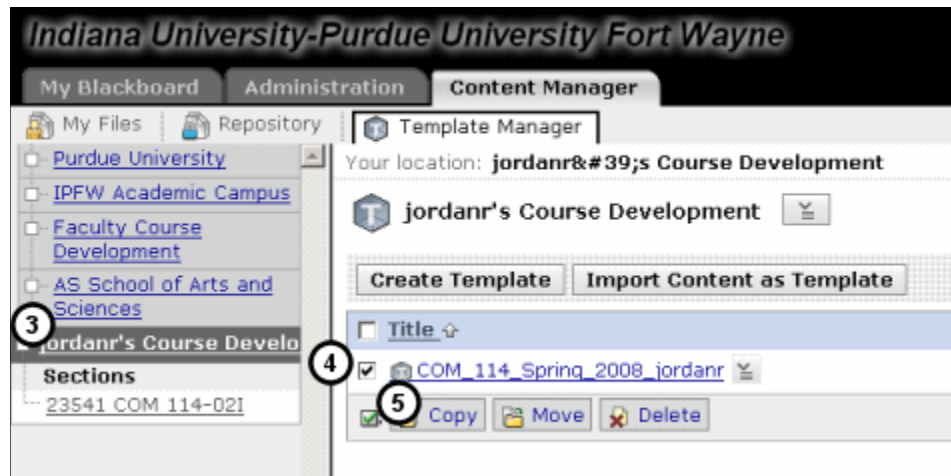 Indiana University-Purdue University Fort Wayne
My Blackboard Administration Content Manager
My Files Repository Template Manager
Purdue University
IPFW Academic Campus
Faculty Course
Development
AS School of Arts and
Sciences
3
jordanr's Course Develo
Sections
23541 COM 114-02I
Your location: jordanr&#39;s Course Development
jordanr's Course Development
Create Template Import Content as Template
Title
4
COM_114_Spring_2008_jordanr
5
Copy Move Delete